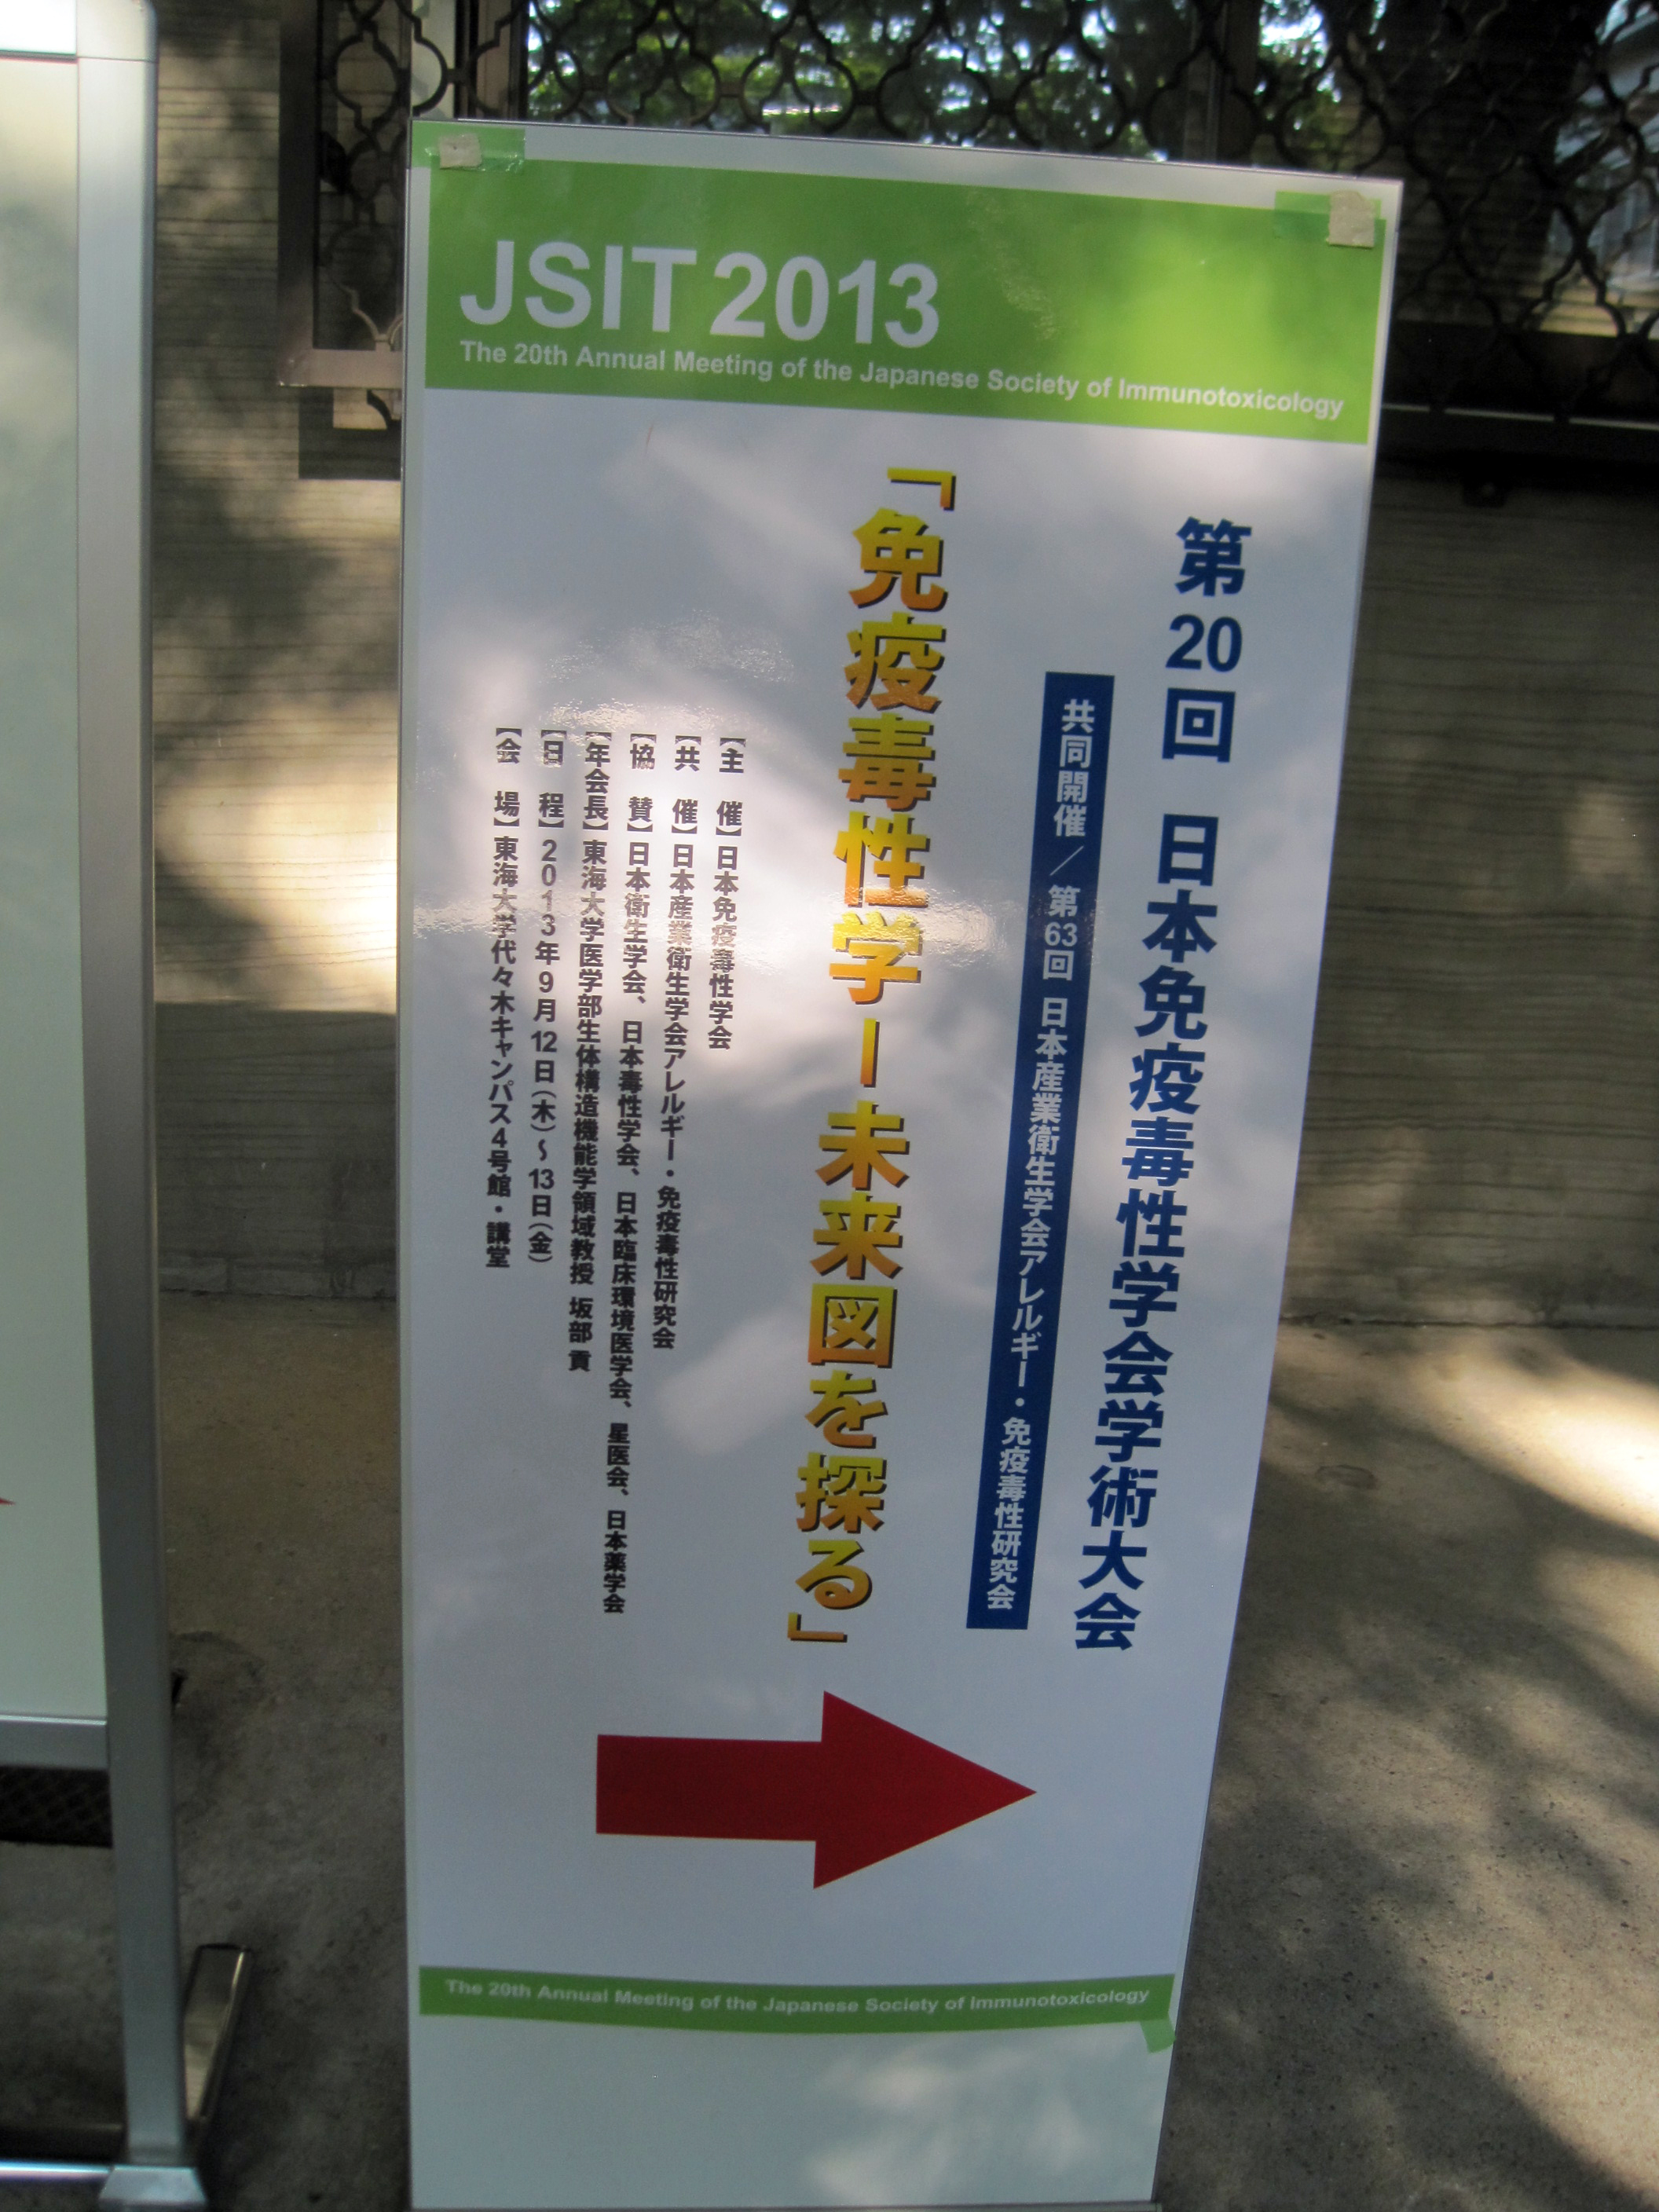 JSIT 2013
The 20th Annual Meeting of the Japanese Society of Immunotoxicology
第20回 日本免疫毒性学会学術大会
共同開催/第63回 日本産業衛生学会アレルギー・免疫毒性研究会
「免疫毒性学ー未来図を探る」
【主 催】日本免疫毒性学会
【共 催】日本産業衛生学会アレルギー・免疫毒性研究会
【協 賛】日本衛生学会、日本毒性学会、日本臨床環境医学会、星医会、日本薬学会
【年会長】東海大学医学部生体構造機能学領域教授 坂部 貢
【日 程】2013年9月12日(木)~13日(金)
【会 場】東海大学代々木キャンパス4号館・講堂
The 20th Annual Meeting of the Japanese Society of Immunotoxicology